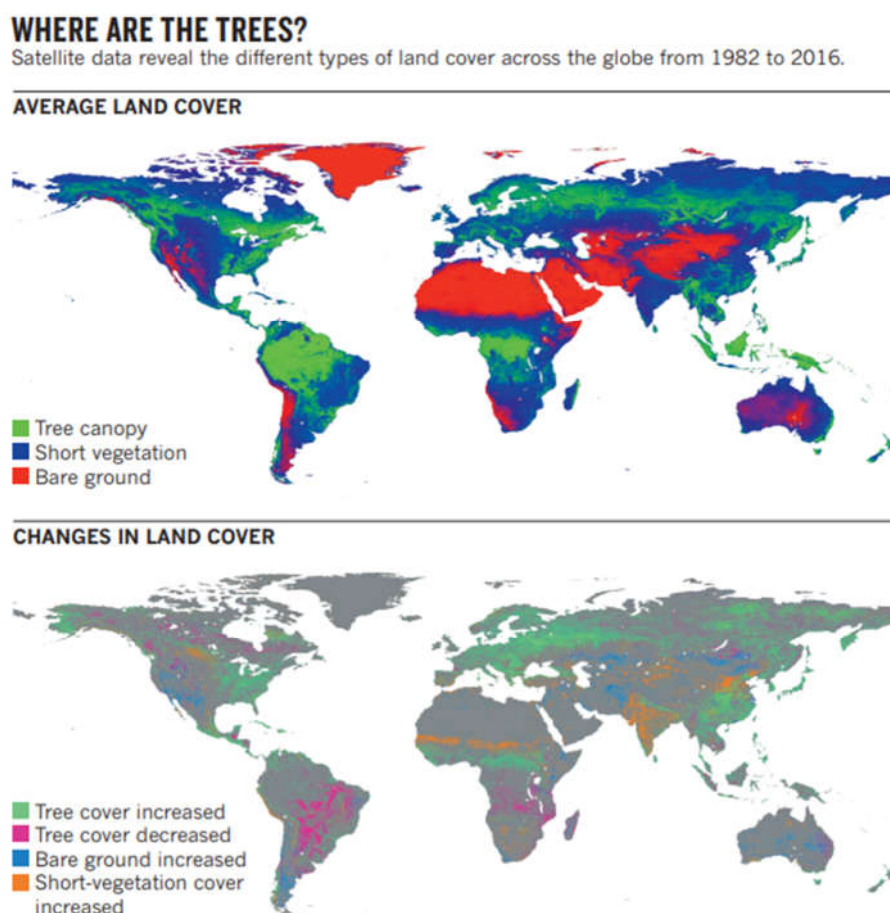 WHERE ARE THE TREES?
Satellite data reveal the different types of land cover across the globe from 1982 to 2016.
AVERAGE LAND COVER
Tree canopy
Short vegetation
Bare ground
CHANGES IN LAND COVER
Tree cover increased
Tree cover decreased
Bare ground increased
Short-vegetation cover
increased